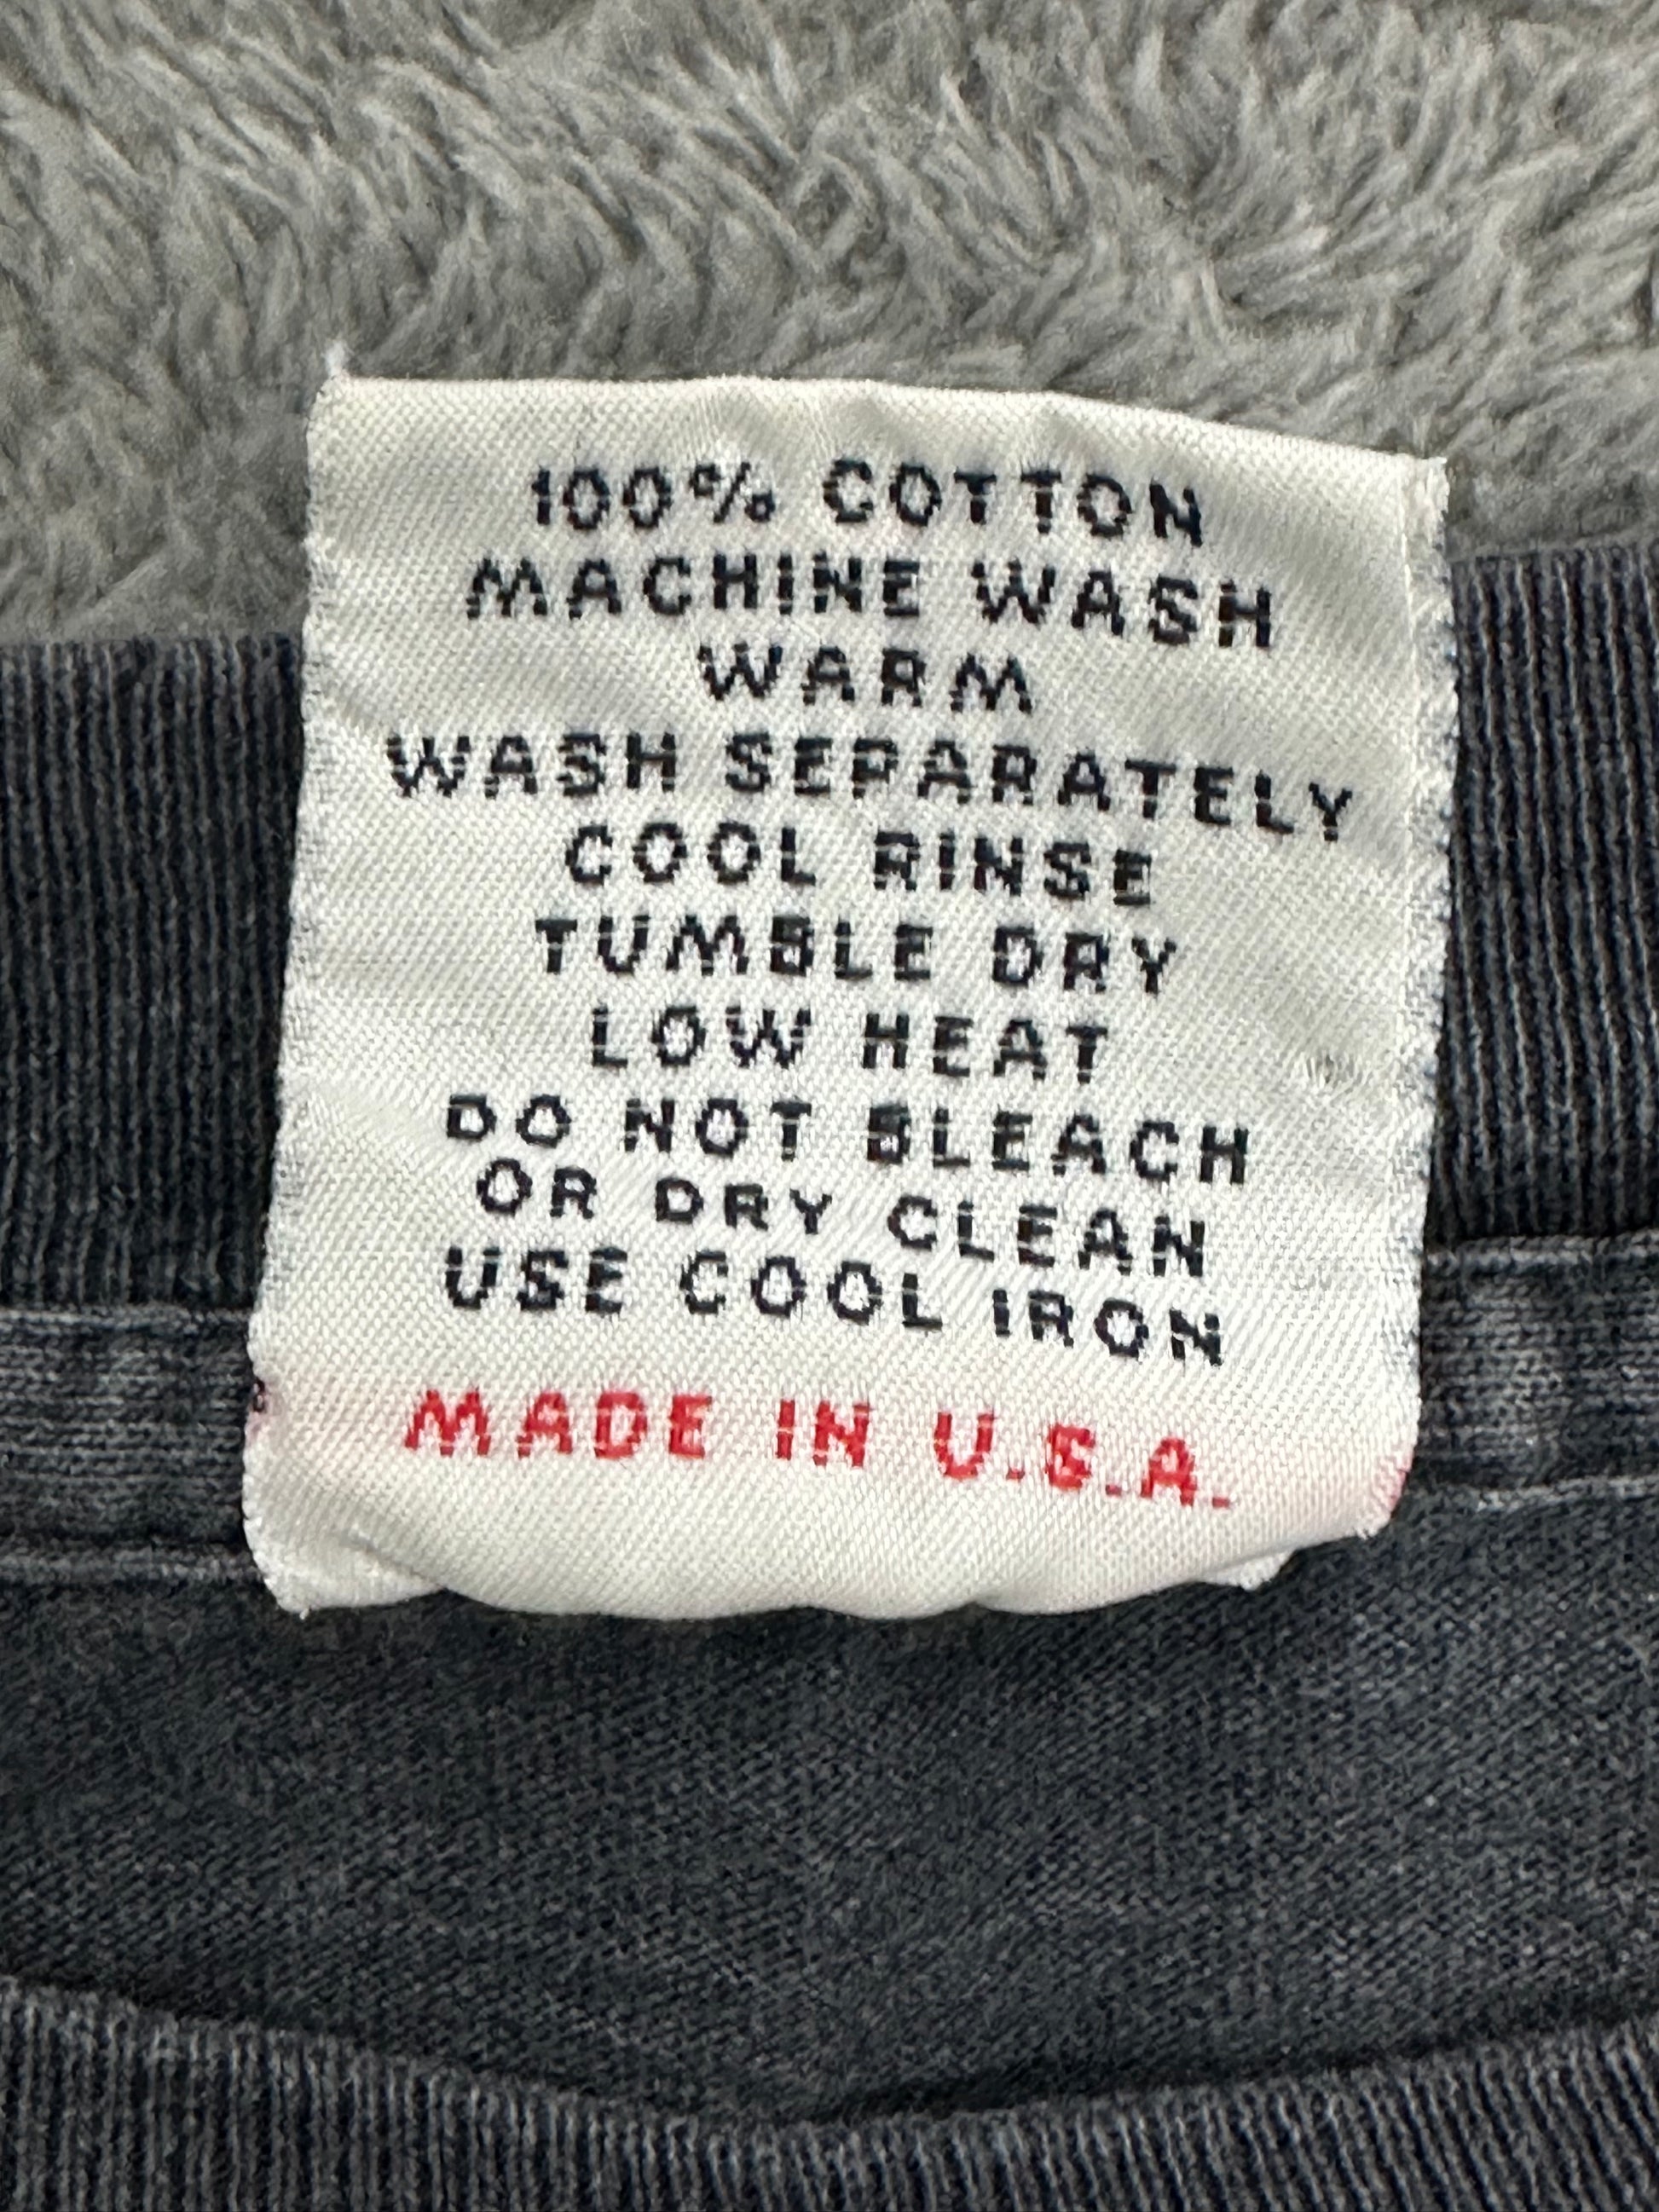 100% COTTON
MACHINE WASH
WARM
WASH SEPARATELY
COOL RINSE
TUMBLE DRY
LOW HEAT
DO NOT BLEACH
OR DRY CLEAN
USE COOL IRON
MADE IN U.S.A.